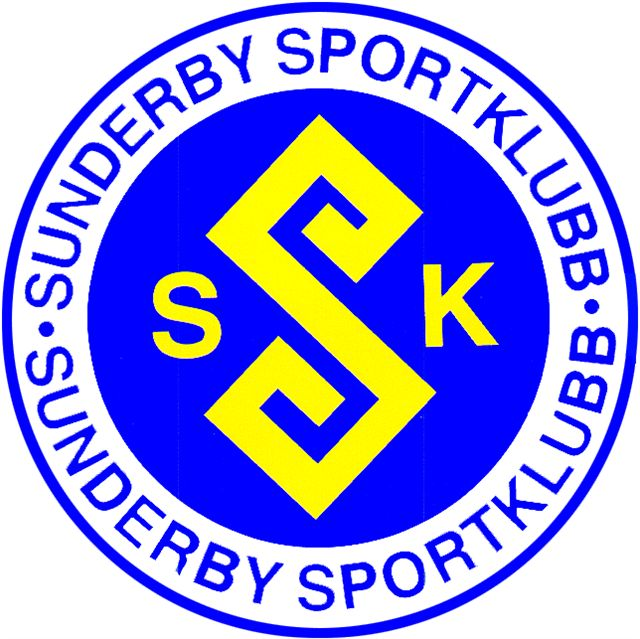 SUNDERBY SPORTKLUBB
S S K
• SUNDERBY SPORTKLUBB •